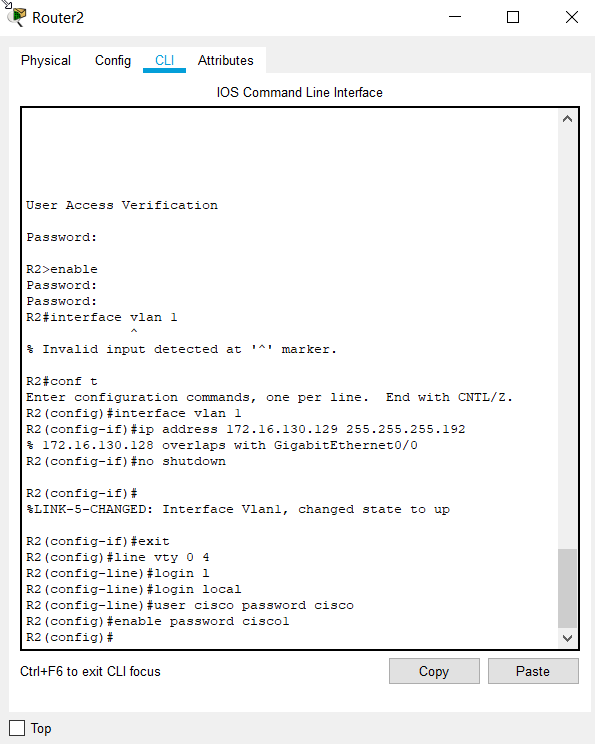 Router2
Physical Config CLI Attributes
IOS Command Line Interface
User Access Verification
Password:
R2>enable
Password:
Password:
R2#interface vlan 1
^
% Invalid input detected at '^' marker.
R2#conf t
Enter configuration commands, one per line.  End with CNTL/Z.
R2(config)#interface vlan 1
R2(config-if)#ip address 172.16.130.129 255.255.255.192
% 172.16.130.128 overlaps with GigabitEthernet0/0
R2(config-if)#no shutdown
R2(config-if)#
%LINK-5-CHANGED: Interface Vlan1, changed state to up
R2(config-if)#exit
R2(config)#line vty 0 4
R2(config-line)#login 1
R2(config-line)#login local
R2(config-line)#user cisco password cisco
R2(config)#enable password cisco1
R2(config)#
Ctrl+F6 to exit CLI focus Copy Paste
Top